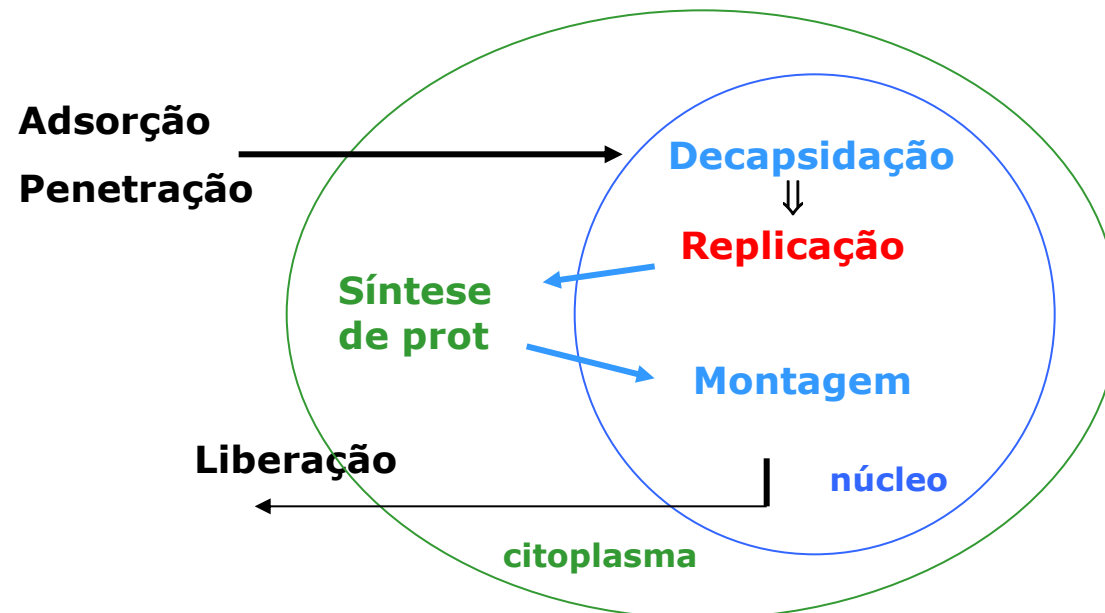 Adsorção
Penetração
Decapsidação
⇓
Replicação
Síntese
de prot
Montagem
Liberação
núcleo
citoplasma